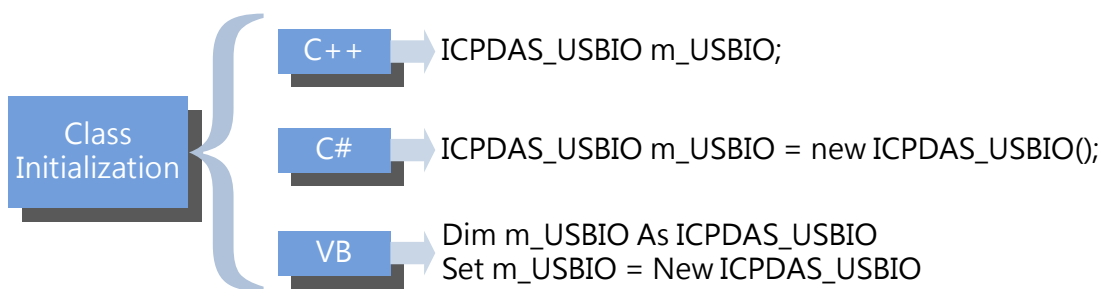 Class
Initialization
C++
ICPDAS_USBIO m_USBIO;
C#
ICPDAS_USBIO m_USBIO = new ICPDAS_USBIO();
VB
Dim m_USBIO As ICPDAS_USBIO
Set m_USBIO = New ICPDAS_USBIO